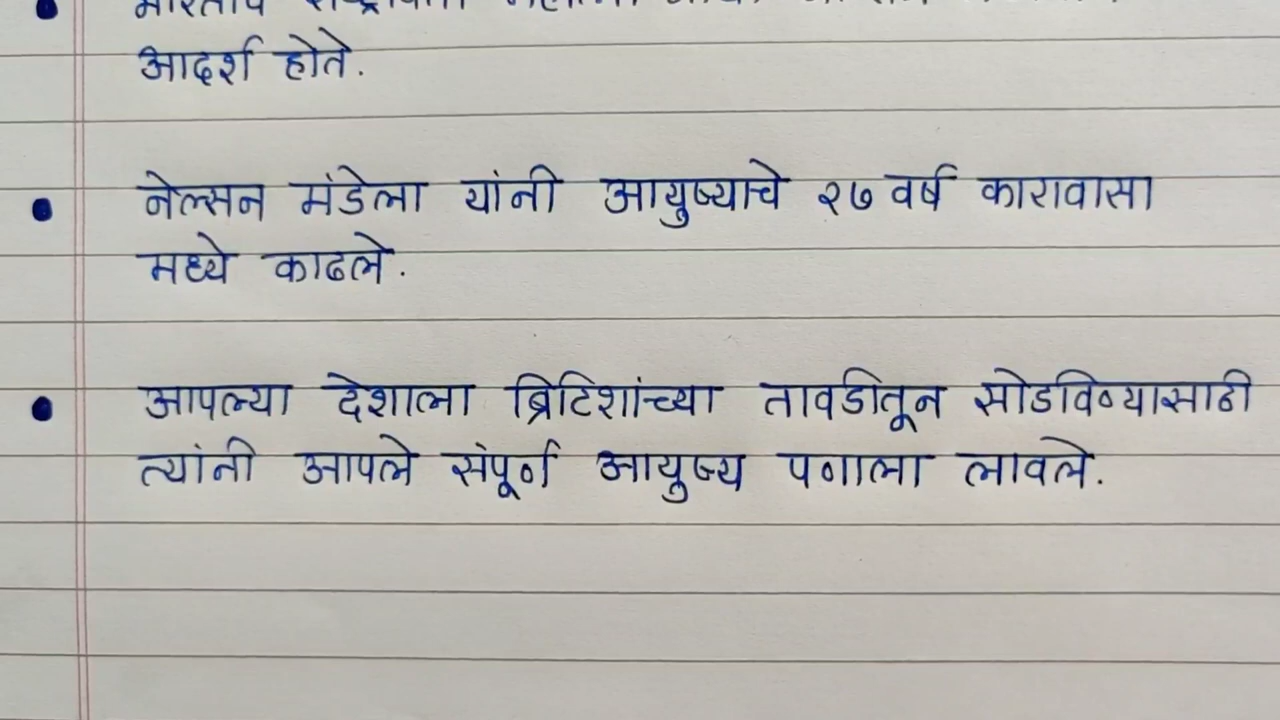 आदर्श होते.
नेल्सन मंडेला यांनी आयुष्याचे २७ वर्ष कारावासा
मध्ये काढले.
आपल्या देशाला ब्रिटिशांच्या तावडीतून सोडविण्यासाठी
त्यांनी आपले संपूर्ण आयुष्य पणाला लावले.